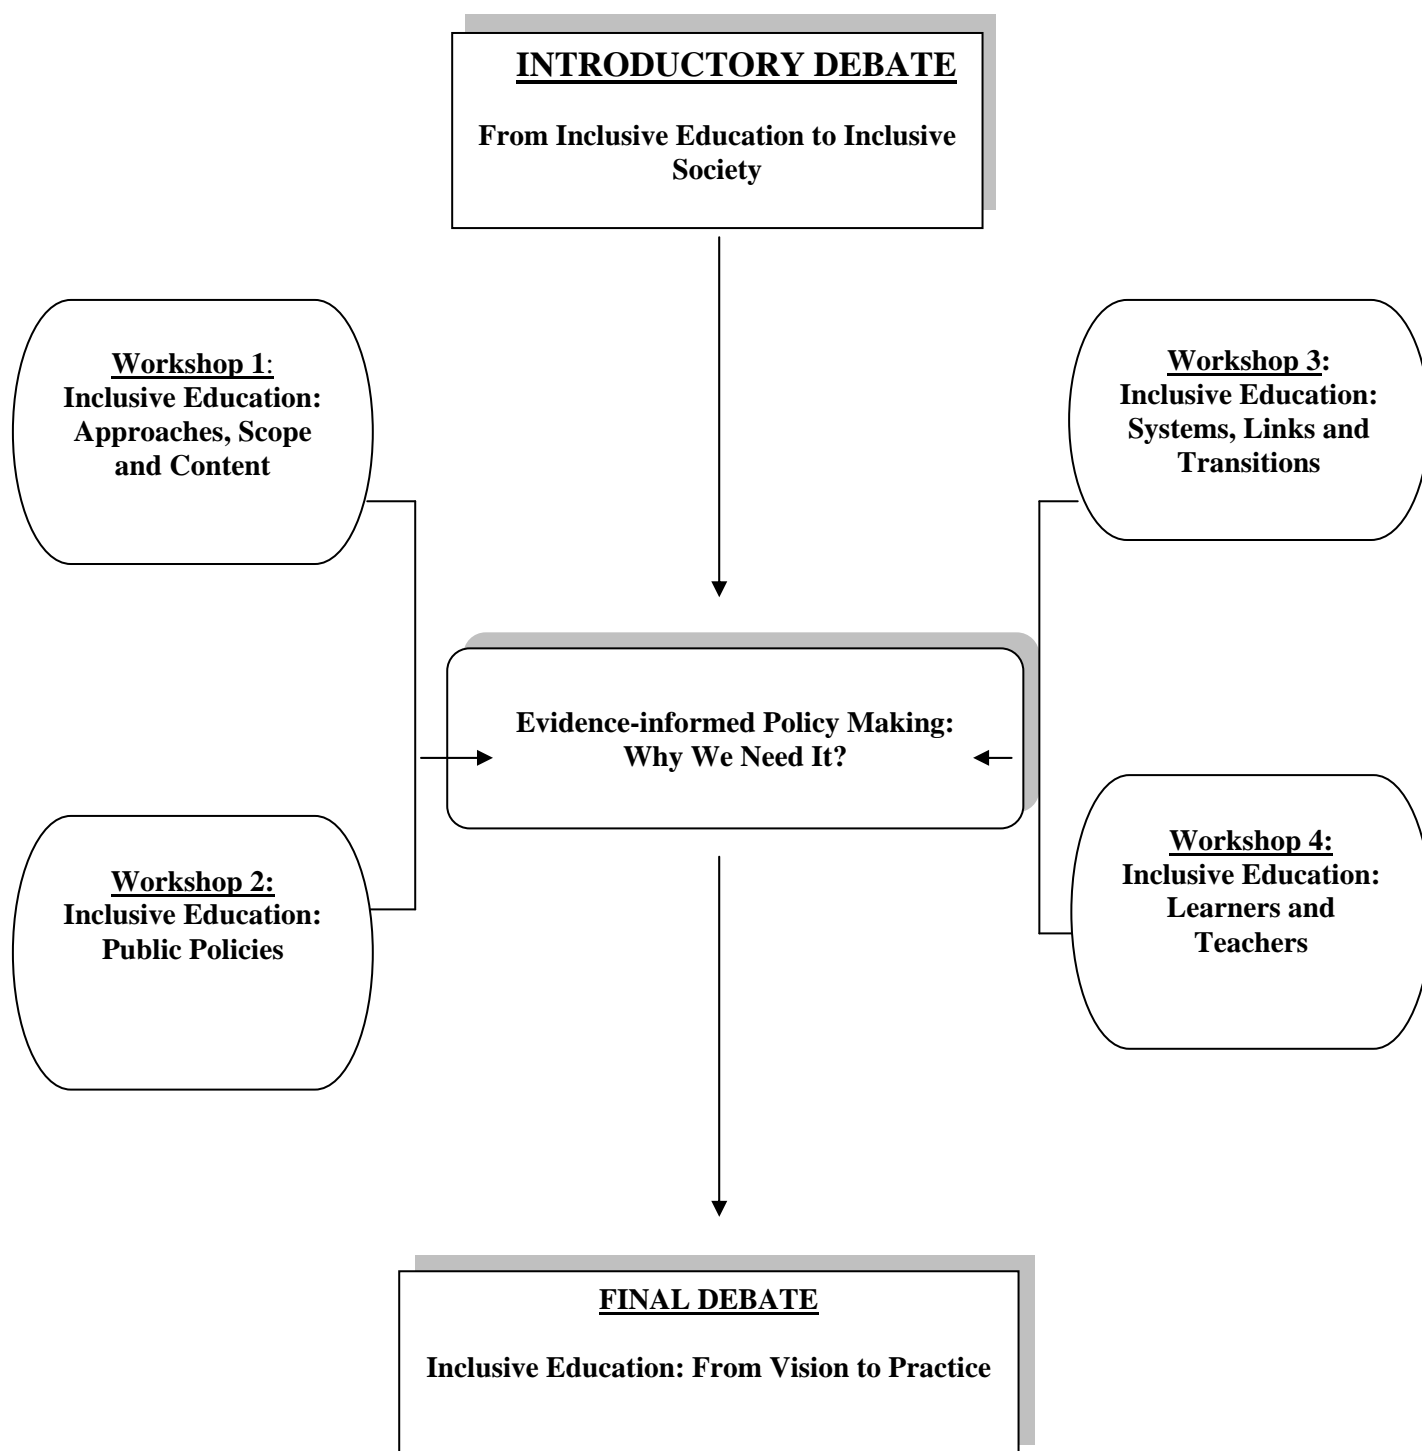 INTRODUCTORY DEBATE
From Inclusive Education to Inclusive
Society
Workshop 1:
Inclusive Education:
Approaches, Scope
and Content
Workshop 3:
Inclusive Education:
Systems, Links and
Transitions
Evidence-informed Policy Making:
Why We Need It?
Workshop 2:
Inclusive Education:
Public Policies
Workshop 4:
Inclusive Education:
Learners and
Teachers
FINAL DEBATE
Inclusive Education: From Vision to Practice